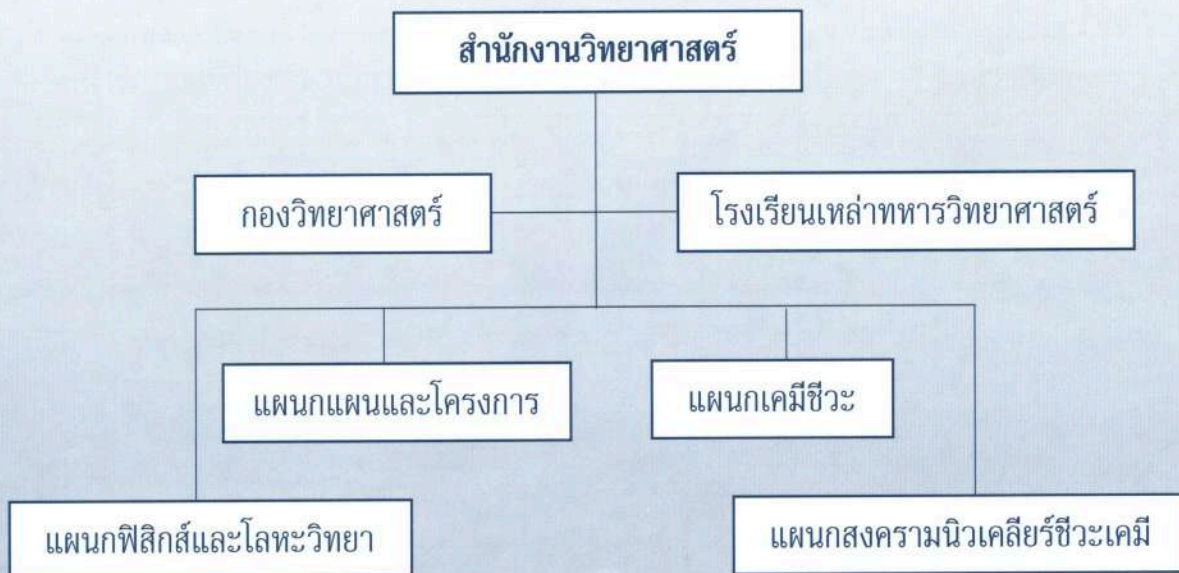 สำนักงานวิทยาศาสตร์
กองวิทยาศาสตร์
โรงเรียนเหล่าทหารวิทยาศาสตร์
แผนกแผนและโครงการ
แผนกเคมีชีวะ
แผนกฟิสิกส์และโลหะวิทยา
แผนกสงครามนิวเคลียร์ชีวะเคมี